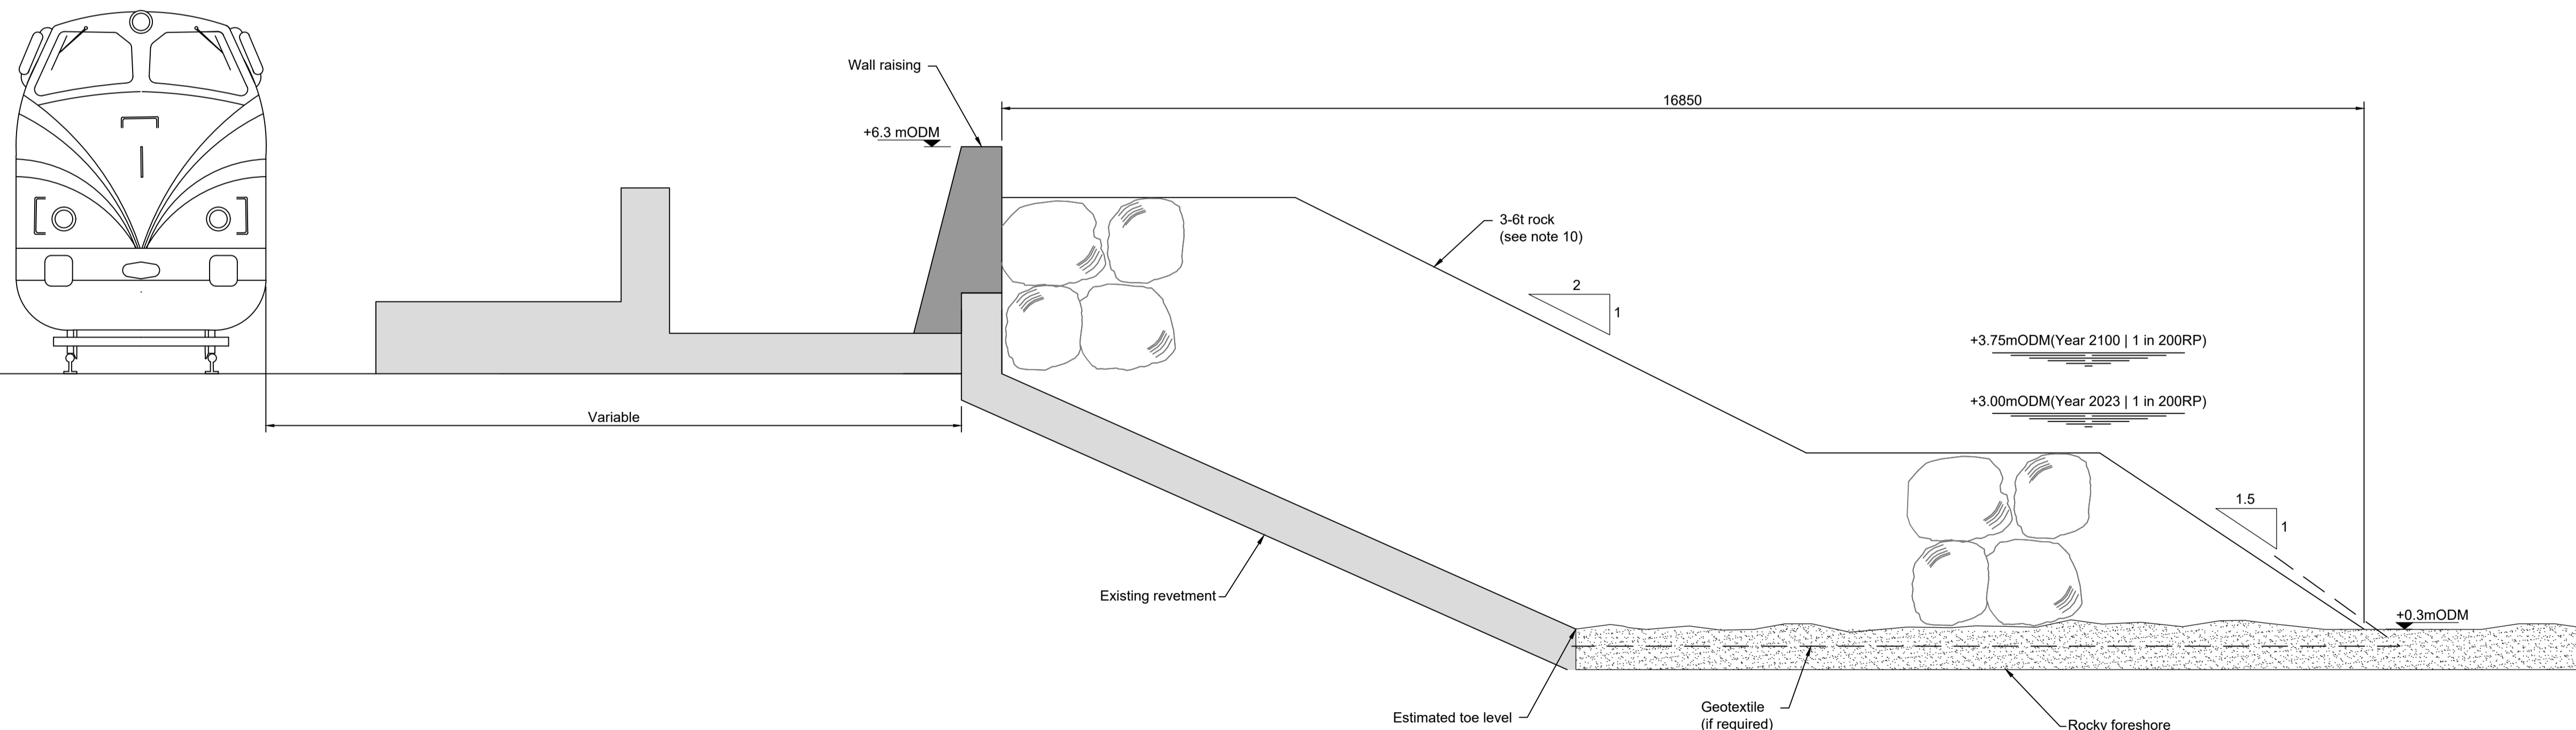 Wall raising
16850
+6.3 mODM
3-6t rock
(see note 10)
2
1
+3.75mODM(Year 2100 | 1 in 200RP)
+3.00mODM(Year 2023 | 1 in 200RP)
Variable
1.5
1
Existing revetment
+0.3mODM
Estimated toe level
Geotextile
(if required)
Rocky foreshore